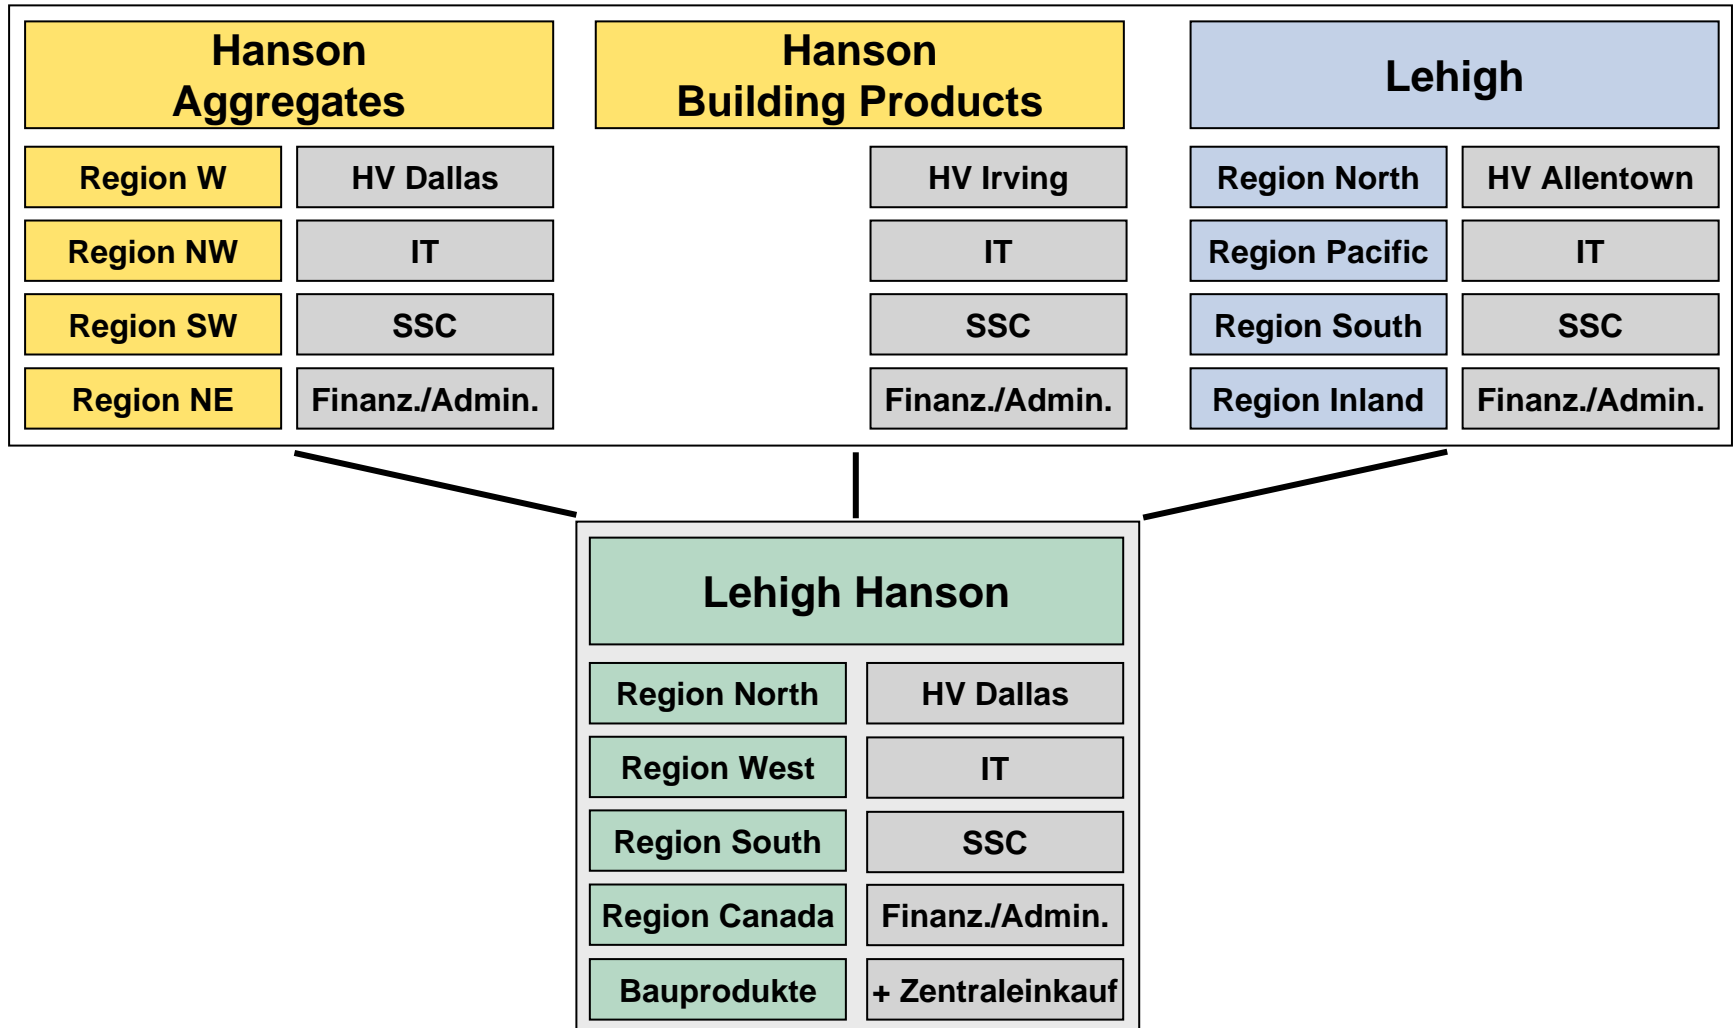 Hanson
Aggregates
Hanson
Building Products
Lehigh
Region W
HV Dallas
HV Irving
Region North
HV Allentown
Region NW
IT
IT
Region Pacific
IT
Region SW
SSC
SSC
Region South
SSC
Region NE
Finanz./Admin.
Finanz./Admin.
Region Inland
Finanz./Admin.
Lehigh Hanson
Region North
HV Dallas
Region West
IT
Region South
SSC
Region Canada
Finanz./Admin.
Bauprodukte
+ Zentraleinkauf